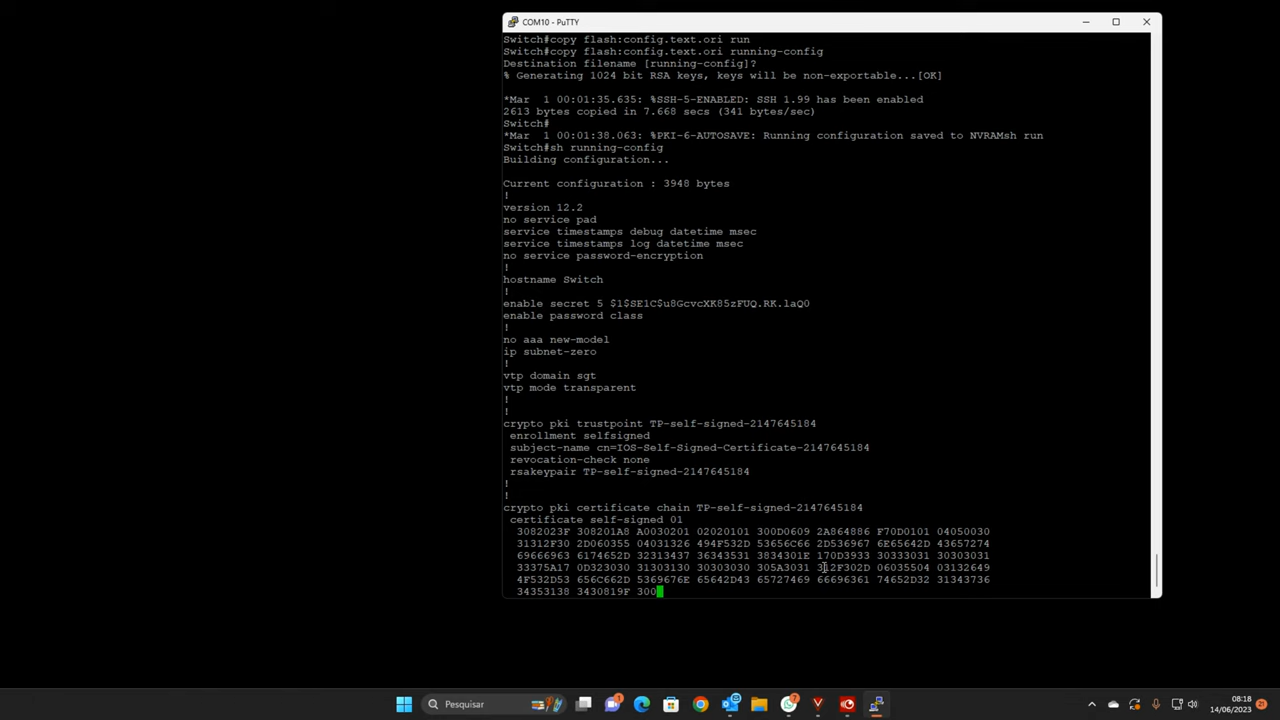 COM10 - PuTTY
Switch#copy flash:config.text.ori run
Switch#copy flash:config.text.ori running-config
Destination filename [running-config]?
% Generating 1024 bit RSA keys, keys will be non-exportable...[OK]
*Mar  1 00:01:35.635: %SSH-5-ENABLED: SSH 1.99 has been enabled
2613 bytes copied in 7.668 secs (341 bytes/sec)
Switch#
*Mar  1 00:01:38.063: %PKI-6-AUTOSAVE: Running configuration saved to NVRAMsh run
Switch#sh running-config
Building configuration...
Current configuration : 3948 bytes
!
version 12.2
no service pad
service timestamps debug datetime msec
service timestamps log datetime msec
no service password-encryption
!
hostname Switch
!
enable secret 5 $1$SE1C$u8GcvcXK85zFUQ.RK.laQ0
enable password class
!
no aaa new-model
ip subnet-zero
!
vtp domain sgt
vtp mode transparent
!
!
crypto pki trustpoint TP-self-signed-2147645184
 enrollment selfsigned
 subject-name cn=IOS-Self-Signed-Certificate-2147645184
 revocation-check none
 rsakeypair TP-self-signed-2147645184
!
!
crypto pki certificate chain TP-self-signed-2147645184
 certificate self-signed 01
  3082023F 308201A8 A0030201 02020101 300D0609 2A864886 F70D0101 04050030
  31312F30 2D060355 04031326 494F532D 53656C66 2D536967 6E65642D 43657274
  69666963 6174652D 32313437 36343531 3834301E 170D3933 30333031 30303031
  33375A17 0D323030 31303130 30303030 305A3031 312F302D 06035504 03132649
  4F532D53 656C662D 5369676E 65642D43 65727469 66696361 74652D32 31343736
  34353138 3430819F 300
Pesquisar
1
7
08:18
14/06/2023